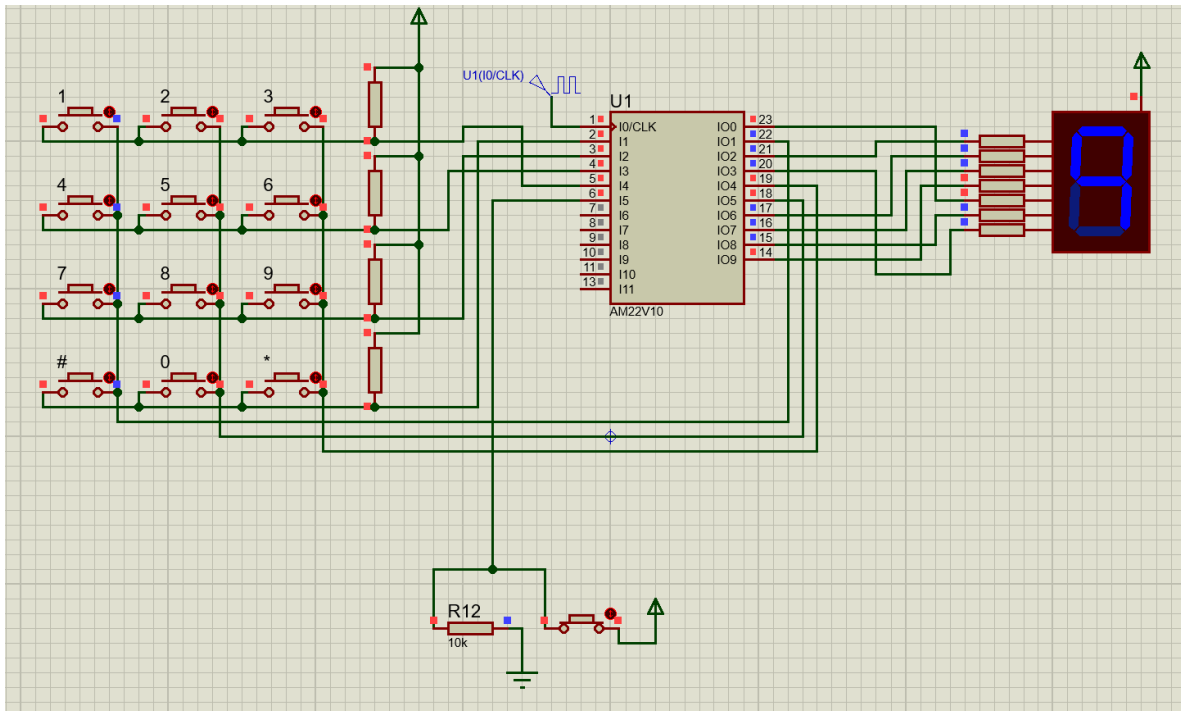 U1(I0/CLK)
U1
1 2 3
4 5 6
7 8 9
# 0 *
1 I0/CLK IO0 23
2 I1 IO1 22
3 I2 IO2 21
4 I3 IO3 20
5 I4 IO4 19
6 I5 IO5 18
7 I6 IO6 17
8 I7 IO7 16
9 I8 IO8 15
10 I9 IO9 14
11 I10
13 I11
AM22V10
R12
10k